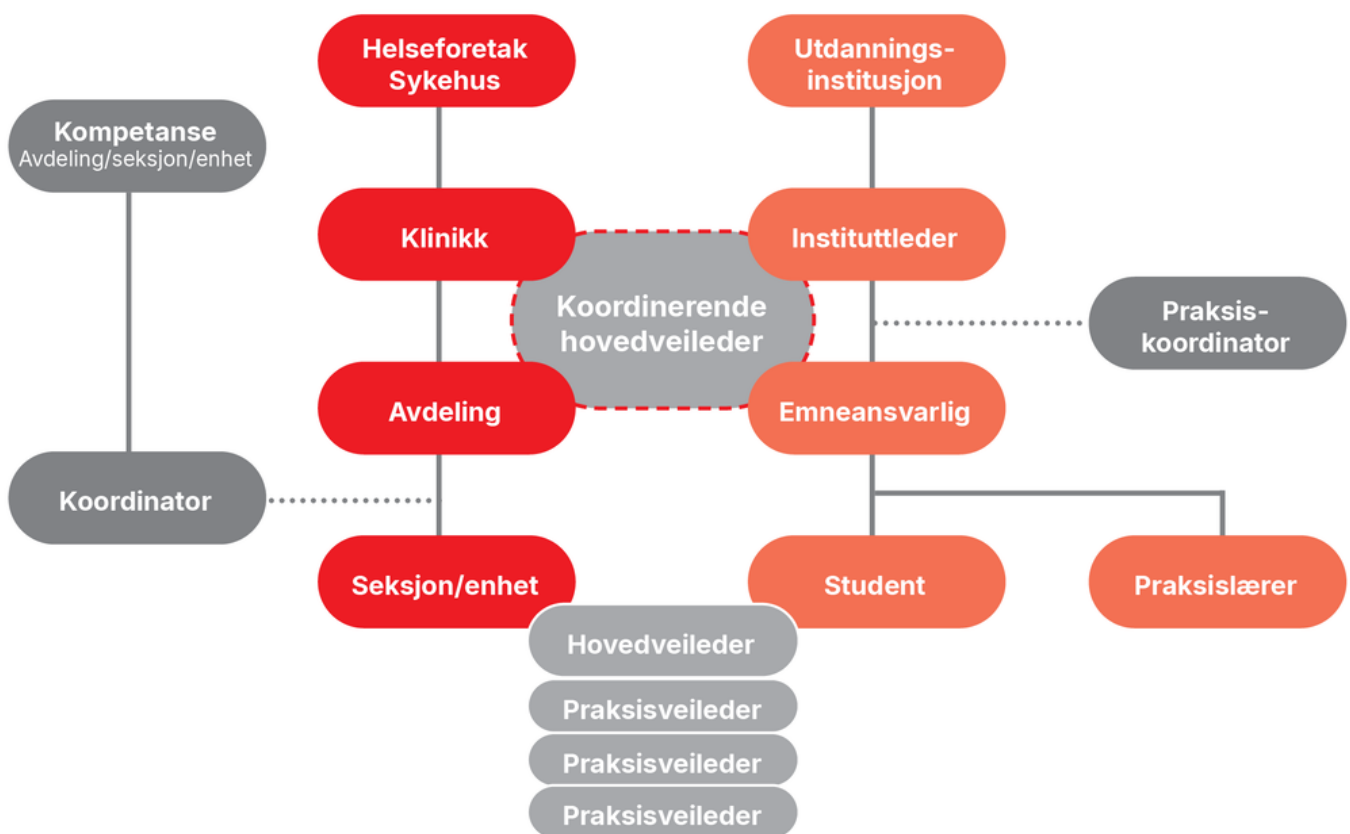 Helseforetak
Sykehus
Utdannings-
institusjon
Kompetanse
Avdeling/seksjon/enhet
Klinikk
Instituttleder
Koordinerende
hovedveileder
Praksis-
koordinator
Avdeling
Emneansvarlig
Koordinator
Seksjon/enhet
Student
Praksislærer
Hovedveileder
Praksisveileder
Praksisveileder
Praksisveileder